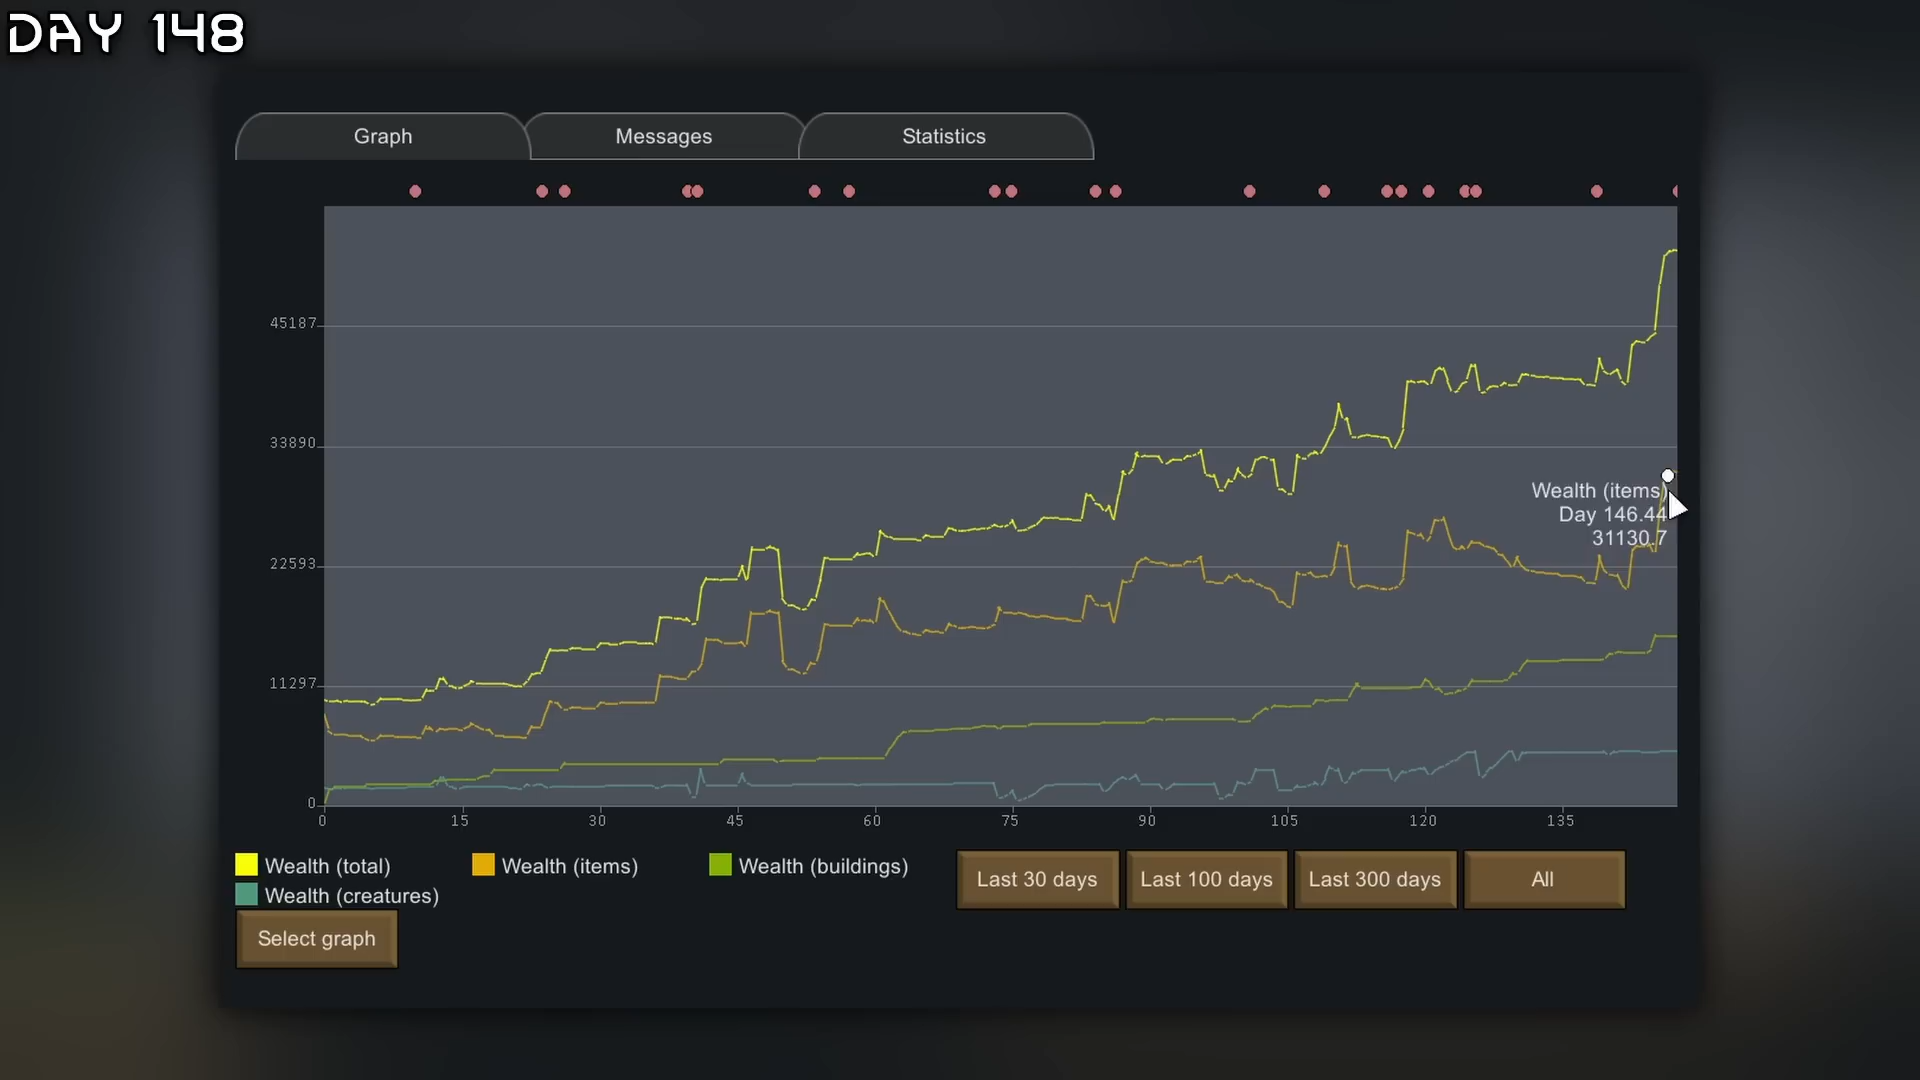 DAY 148
Graph
Messages
Statistics
45187
33890
22593
11297
0
Wealth (items)
Day 146.44
31130.7
0 15 30 45 60 75 90 105 120 135
Wealth (total)
Wealth (items)
Wealth (buildings)
Wealth (creatures)
Last 30 days
Last 100 days
Last 300 days
All
Select graph